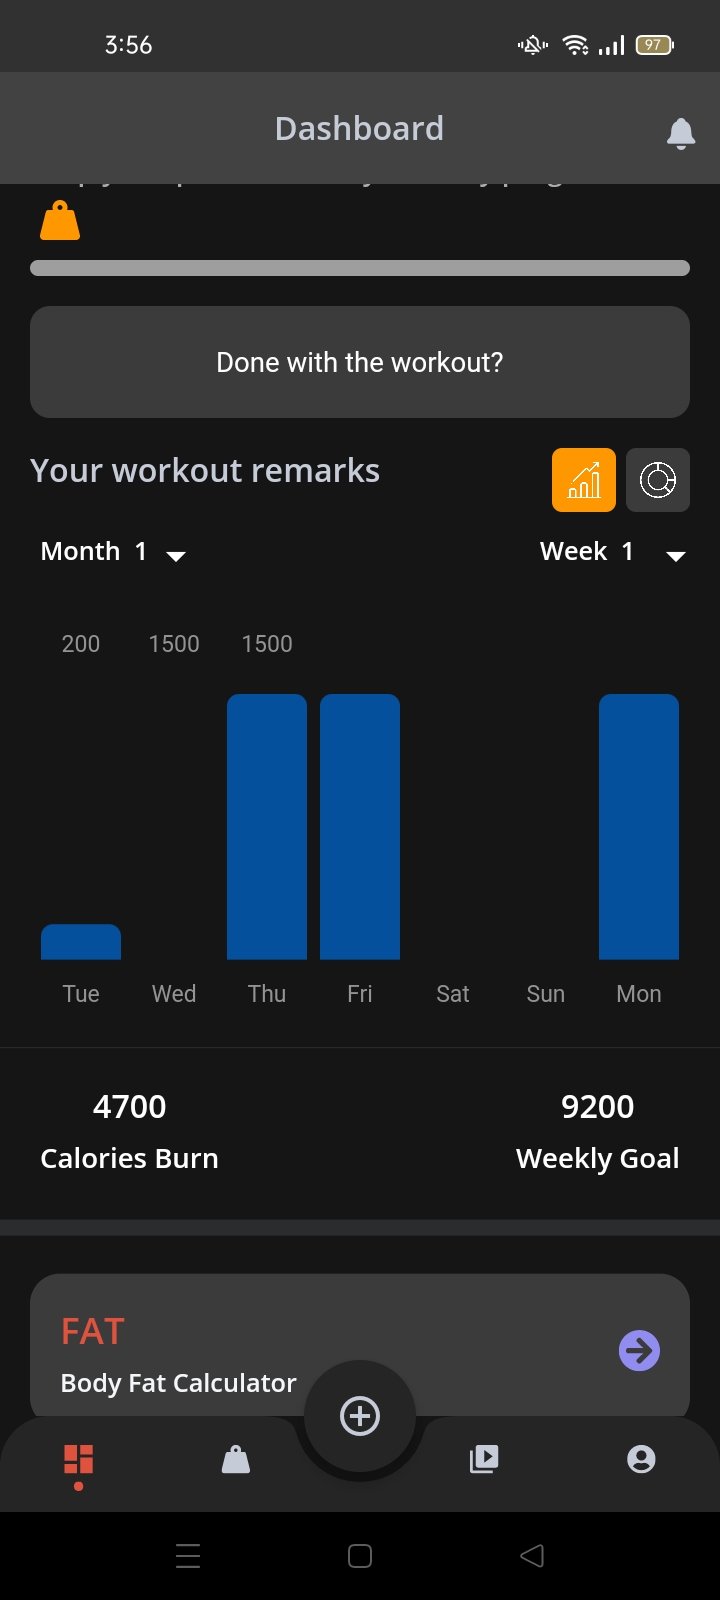 3:56
97
Dashboard
Done with the workout?
Your workout remarks
Month 1
Week 1
200 1500 1500
Tue Wed Thu Fri Sat Sun Mon
4700
9200
Calories Burn
Weekly Goal
FAT
Body Fat Calculator